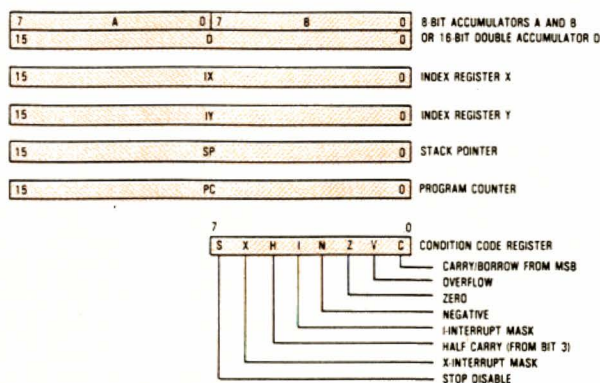 7 A 0 7 B 0 8-BIT ACCUMULATORS A AND B
15 D 0 OR 16-BIT DOUBLE ACCUMULATOR D
15 IX 0 INDEX REGISTER X
15 IY 0 INDEX REGISTER Y
15 SP 0 STACK POINTER
15 PC 0 PROGRAM COUNTER
7 0
S X H I N Z V C CONDITION CODE REGISTER
CARRY/BORROW FROM MSB
OVERFLOW
ZERO
NEGATIVE
I-INTERRUPT MASK
HALF CARRY (FROM BIT 3)
X-INTERRUPT MASK
STOP DISABLE